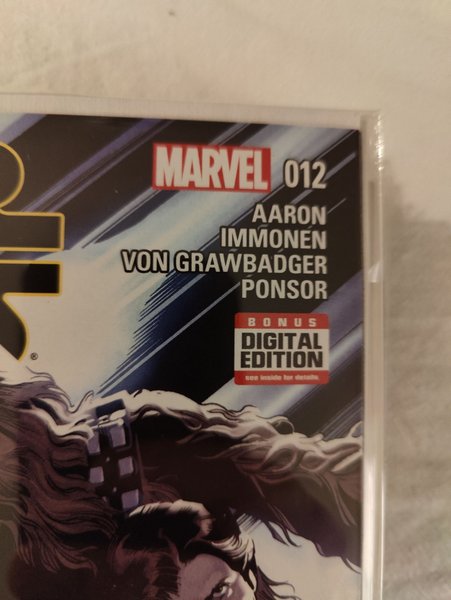 MARVEL 012
AARON
IMMONEN
VON GRAWBADGER
PONSOR
BONUS
DIGITAL
EDITION
see inside for details
®